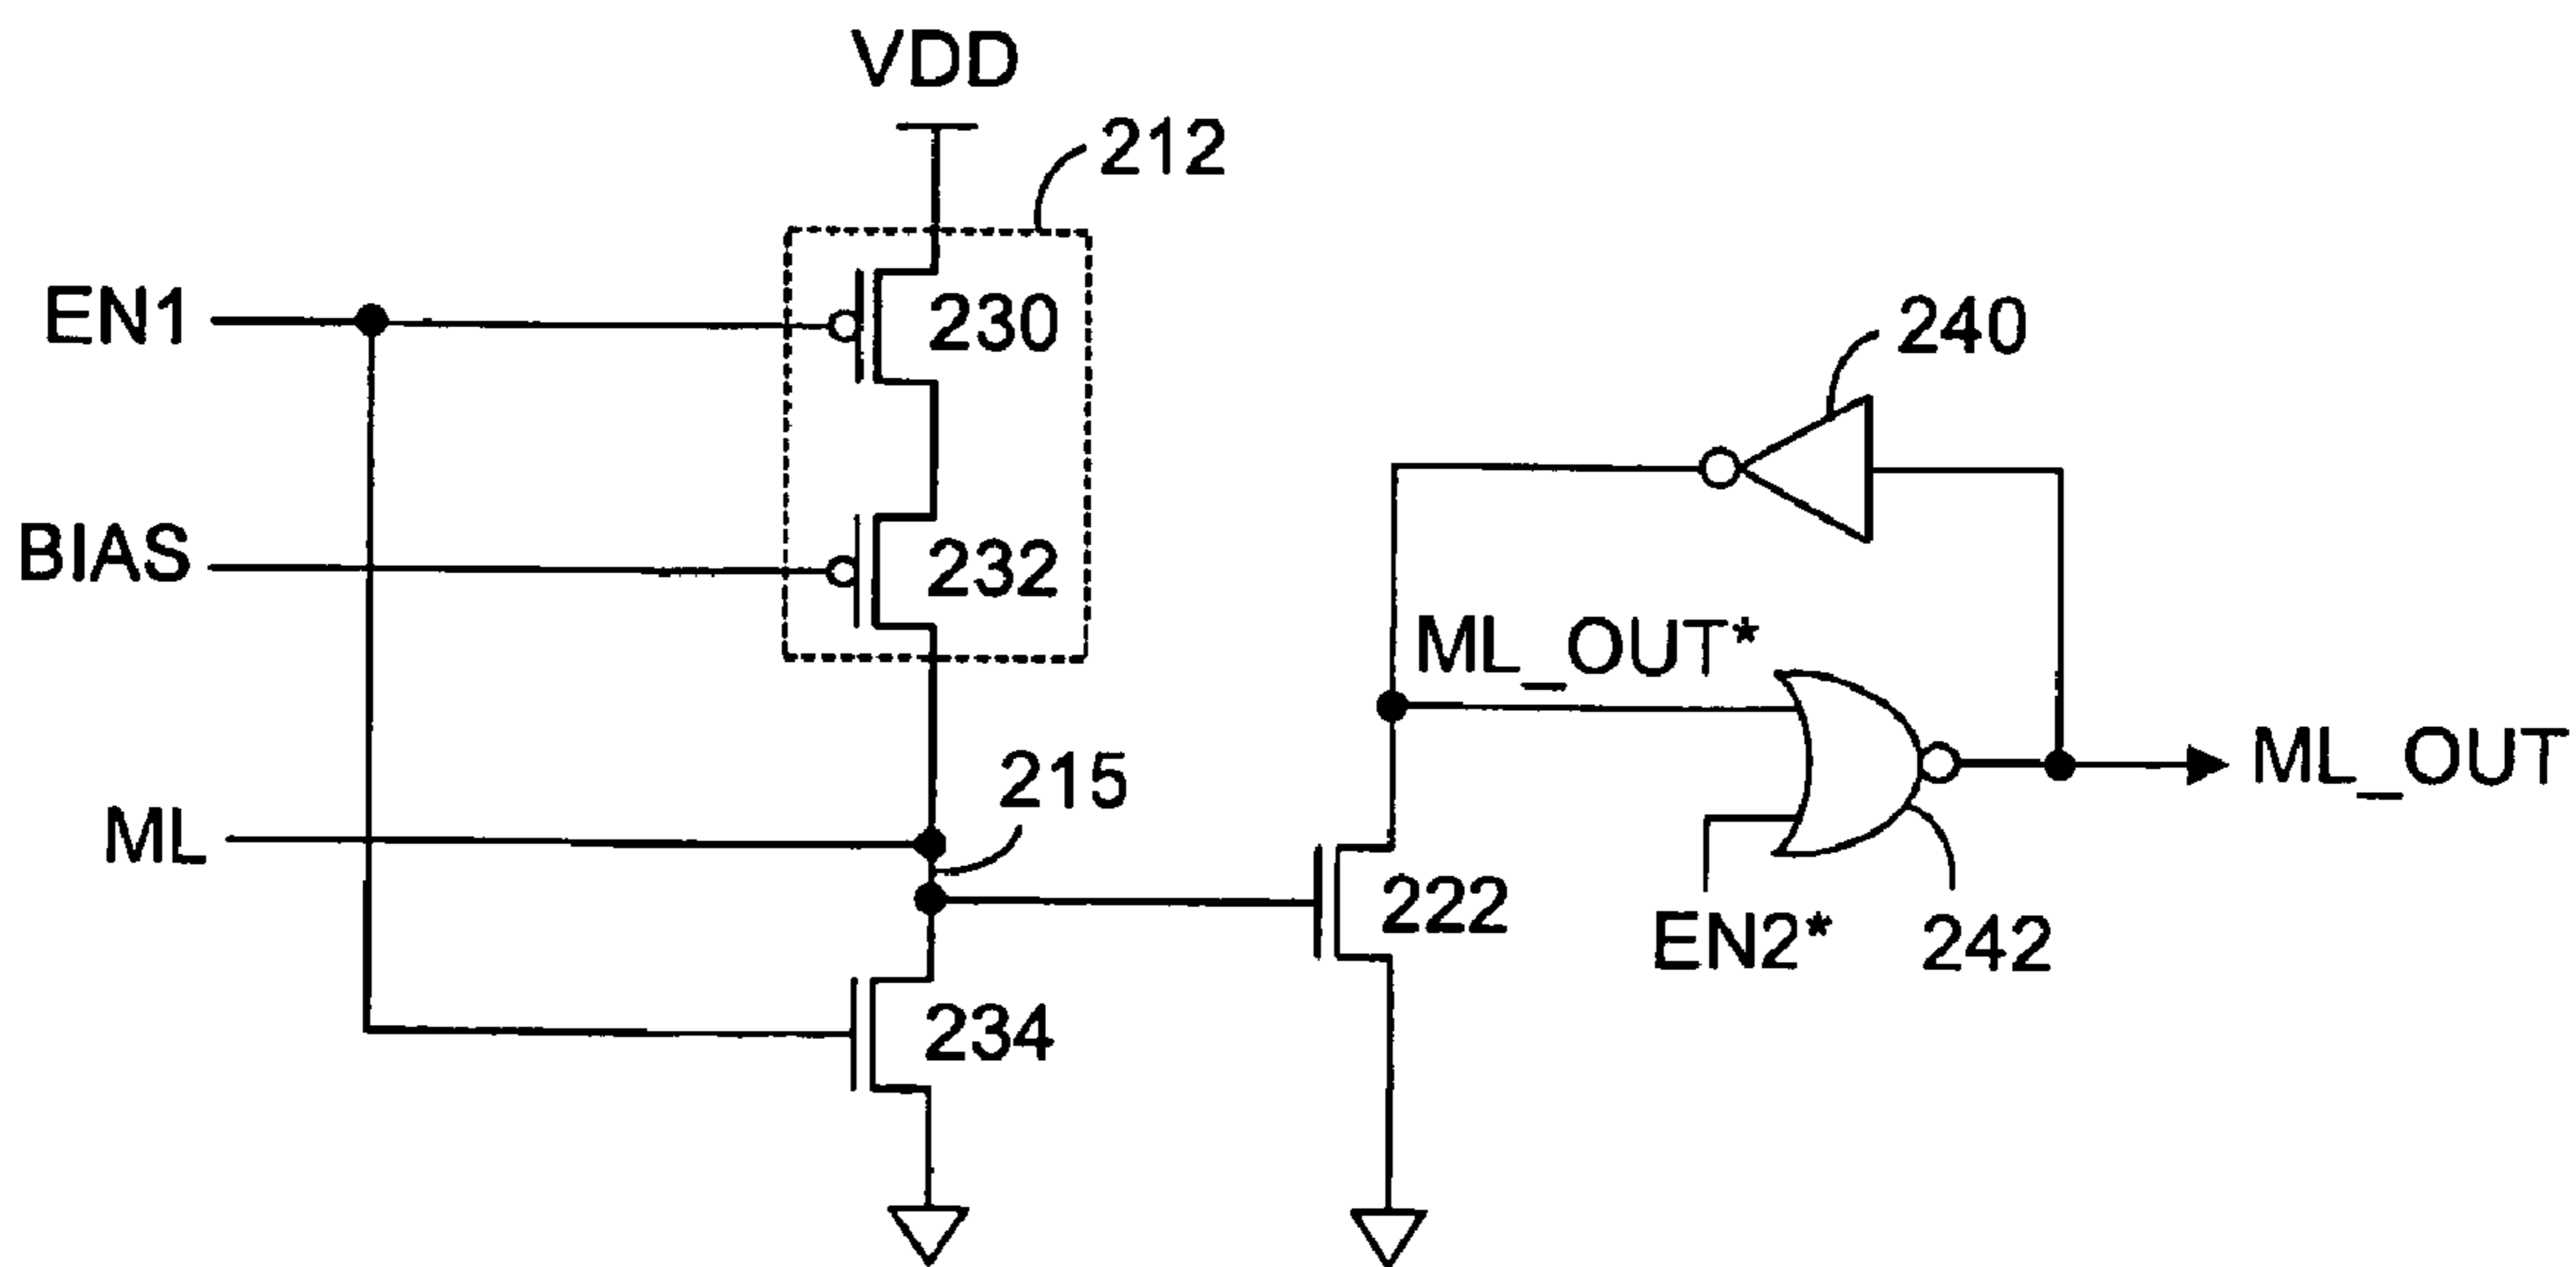 VDD
212
EN1
230
240
BIAS
232
ML_OUT*
215
ML_OUT
ML
222
EN2*
242
234